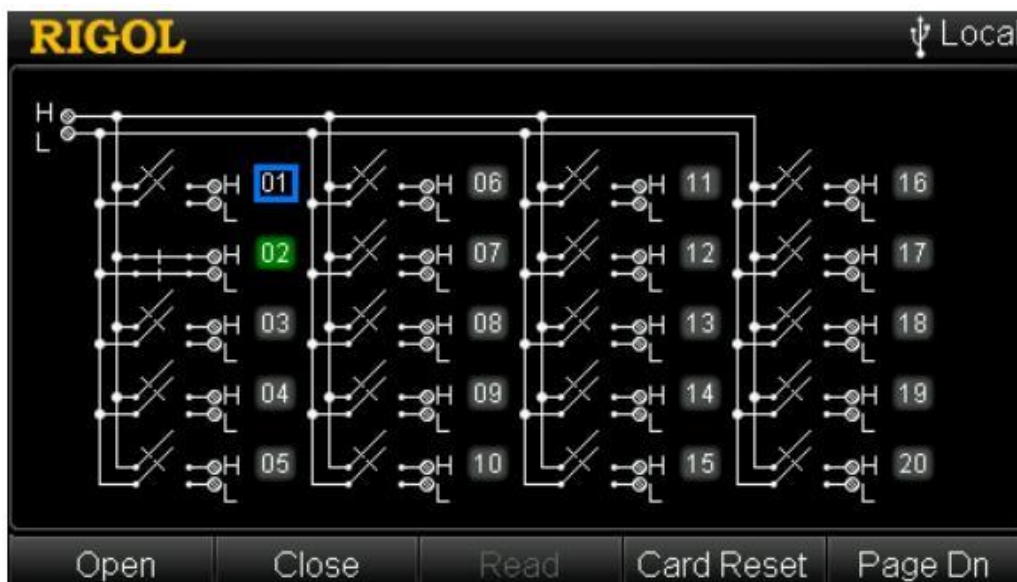 RIGOL Local
H
L
H 01 H 06 H 11 H 16
L L L L
H 02 H 07 H 12 H 17
L L L L
H 03 H 08 H 13 H 18
L L L L
H 04 H 09 H 14 H 19
L L L L
H 05 H 10 H 15 H 20
L L L L
Open Close Read Card Reset Page Dn